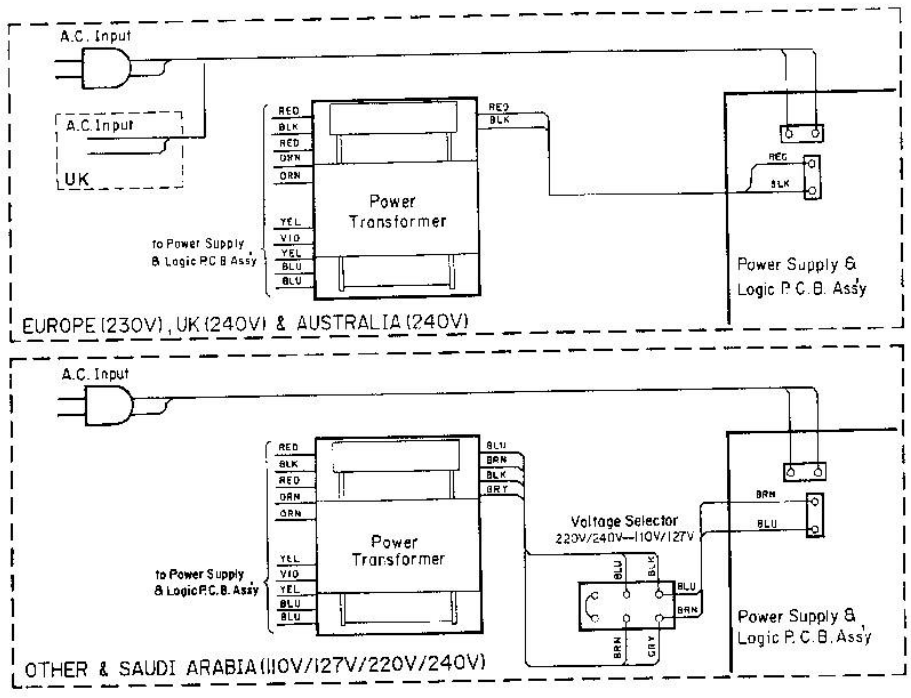 A.C. Input
A.C. Input
UK
RED
BLK
RED
ORN
ORN
YEL
VIO
YEL
BLU
BLU
to Power Supply
& Logic P.C.B Ass'y
Power
Transformer
RED
BLK
RED
BLK
Power Supply &
Logic P.C.B. Ass'y
EUROPE (230V), UK (240V) & AUSTRALIA (240V)
A.C. Input
RED
BLK
RED
ORN
ORN
YEL
VIO
YEL
BLU
BLU
to Power Supply
& Logic P.C.B. Ass'y
Power
Transformer
BLU
BRN
BLK
GRY
Voltage Selector
220V/240V—110V/127V
BLU
BLK
BLU
BRN
BRN
GRY
BRN
BLU
Power Supply &
Logic P.C.B. Ass'y
OTHER & SAUDI ARABIA (110V/127V/220V/240V)